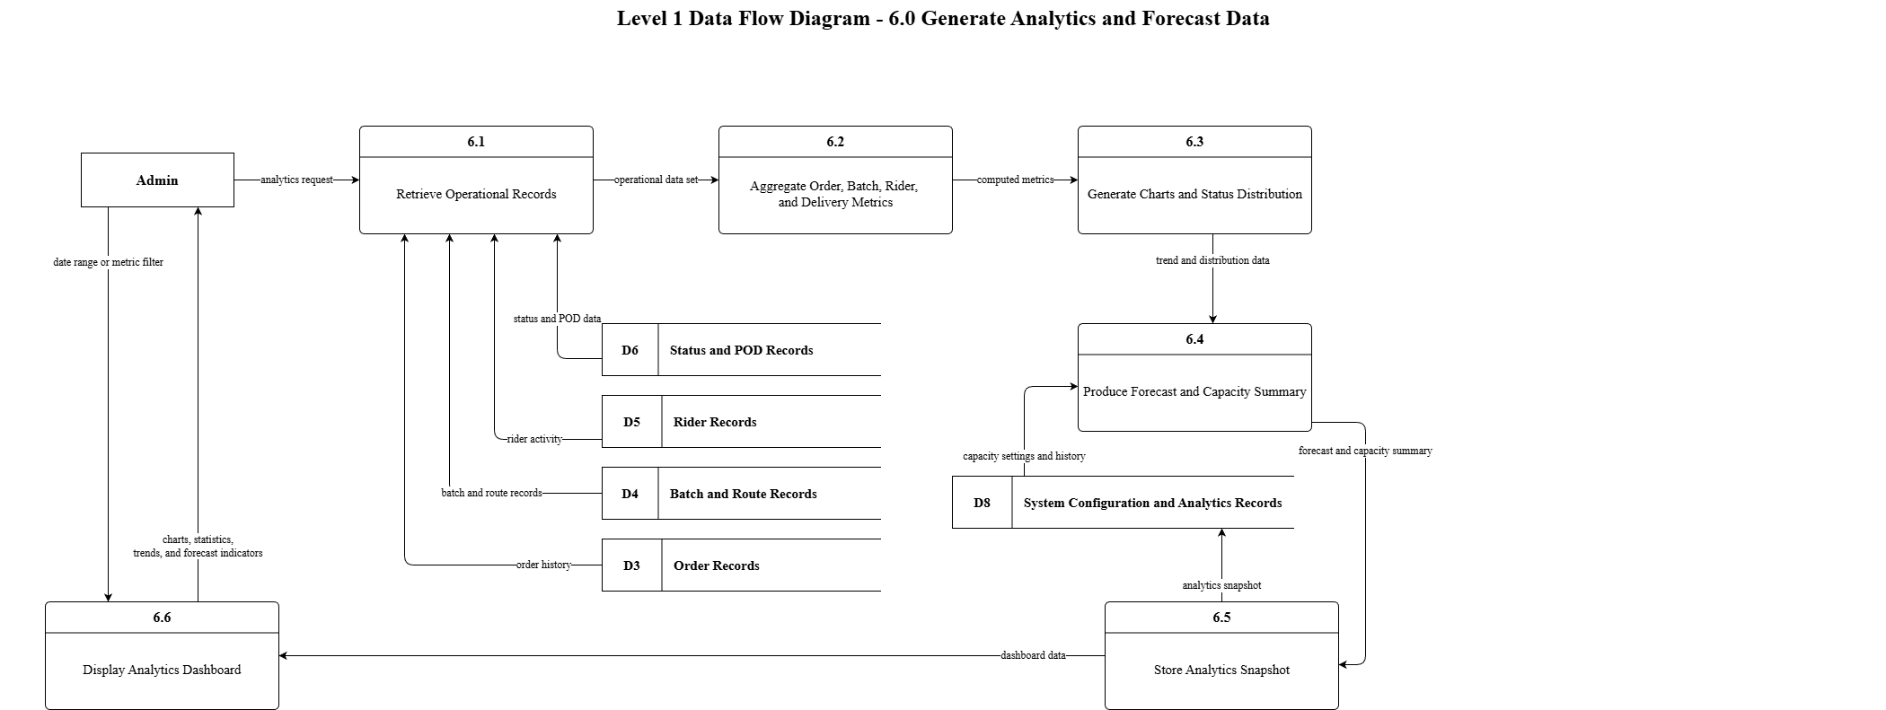 Level 1 Data Flow Diagram - 6.0 Generate Analytics and Forecast Data
Admin
analytics request
6.1
Retrieve Operational Records
operational data set
6.2
Aggregate Order, Batch, Rider,
and Delivery Metrics
computed metrics
6.3
Generate Charts and Status Distribution
date range or metric filter
trend and distribution data
status and POD data
D6
Status and POD Records
6.4
Produce Forecast and Capacity Summary
D5
Rider Records
rider activity
forecast and capacity summary
capacity settings and history
batch and route records
D4
Batch and Route Records
D8
System Configuration and Analytics Records
charts, statistics,
trends, and forecast indicators
order history
D3
Order Records
analytics snapshot
6.6
Display Analytics Dashboard
dashboard data
6.5
Store Analytics Snapshot